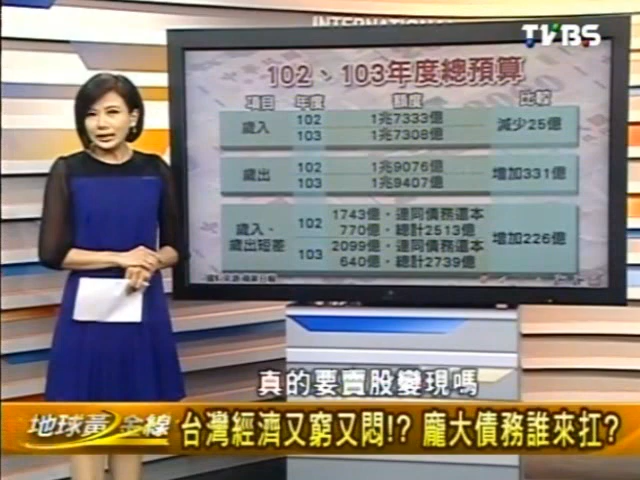 INTERNATIONAL
TVBS
102、103年度總預算
項目 年度 額度 比較
歲入 102 1兆7333億 減少25億
103 1兆7308億
歲出 102 1兆9076億 增加331億
103 1兆9407億
歲入、歲出短差 102 1743億，連同債務還本
770億，總計2513億 增加226億
103 2099億，連同債務還本
640億，總計2739億
真的要賣股變現嗎
地球黃金線 台灣經濟又窮又悶!? 龐大債務誰來扛?